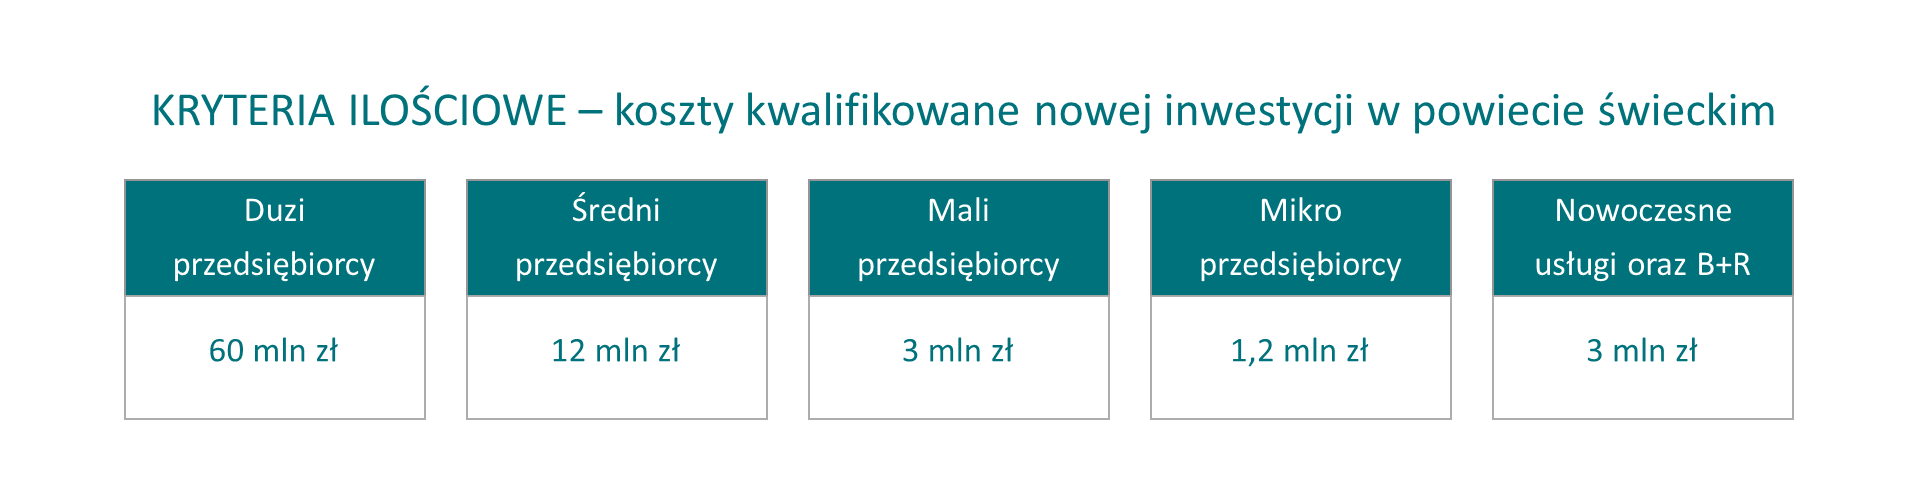 KRYTERIA ILOŚCIOWE – koszty kwalifikowane nowej inwestycji w powiecie świeckim
Duzi
przedsiębiorcy
60 mln zł
Średni
przedsiębiorcy
12 mln zł
Mali
przedsiębiorcy
3 mln zł
Mikro
przedsiębiorcy
1,2 mln zł
Nowoczesne
usługi oraz B+R
3 mln zł